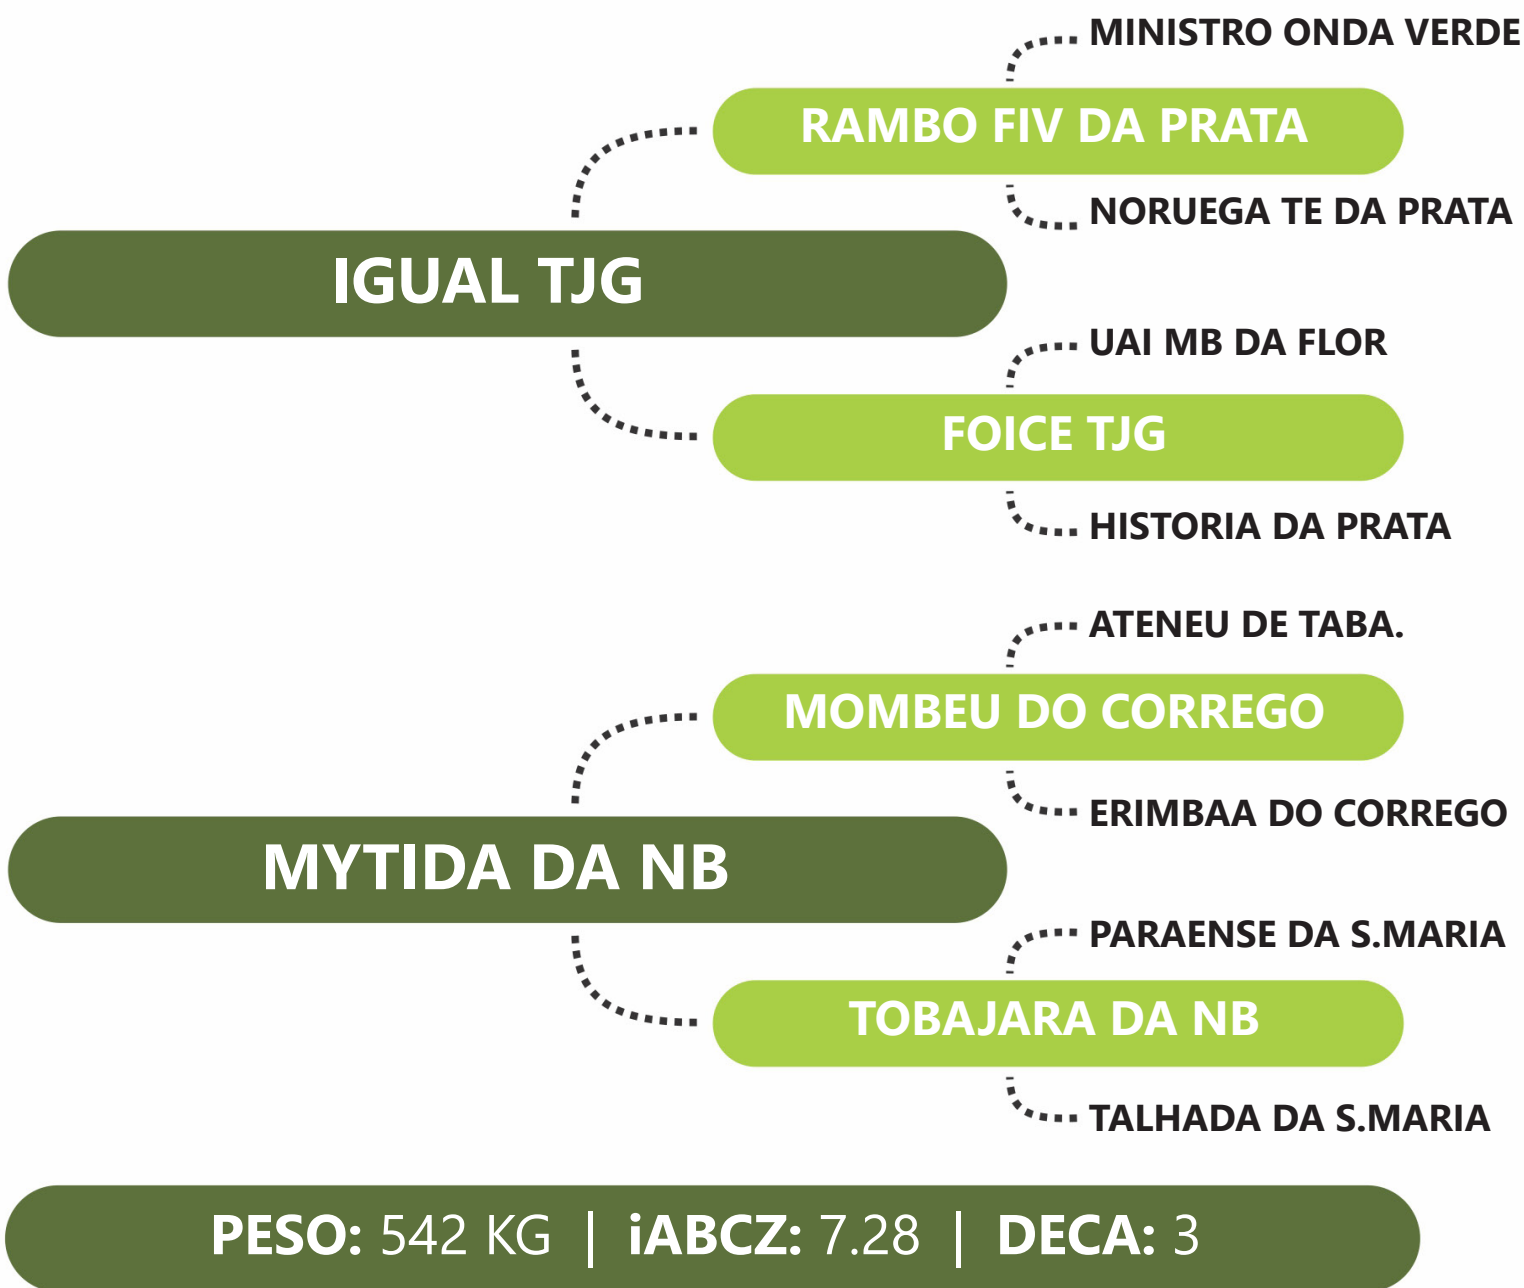 MINISTRO ONDA VERDE
RAMBO FIV DA PRATA
NORUEGA TE DA PRATA
IGUAL TJG
UAI MB DA FLOR
FOICE TJG
HISTORIA DA PRATA
ATENEU DE TABA.
MOMBEU DO CORREGO
ERIMBAA DO CORREGO
MYTIDA DA NB
PARAENSE DA S.MARIA
TOBAJARA DA NB
TALHADA DA S.MARIA
PESO: 542 KG | iABCZ: 7.28 | DECA: 3